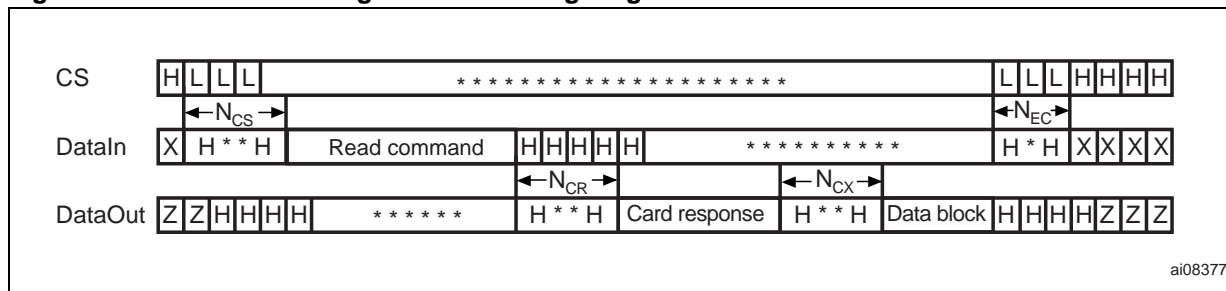 CS H L L L * * * * * * * * * * * * * * * * * * * * * L L L H H H H
N_CS N_EC
DataIn X H * * H Read command H H H H H * * * * * * * * * * H * H X X X X
N_CR N_CX
DataOut Z Z H H H H * * * * * * H * * H Card response H * * H Data block H H H H Z Z Z
ai08377